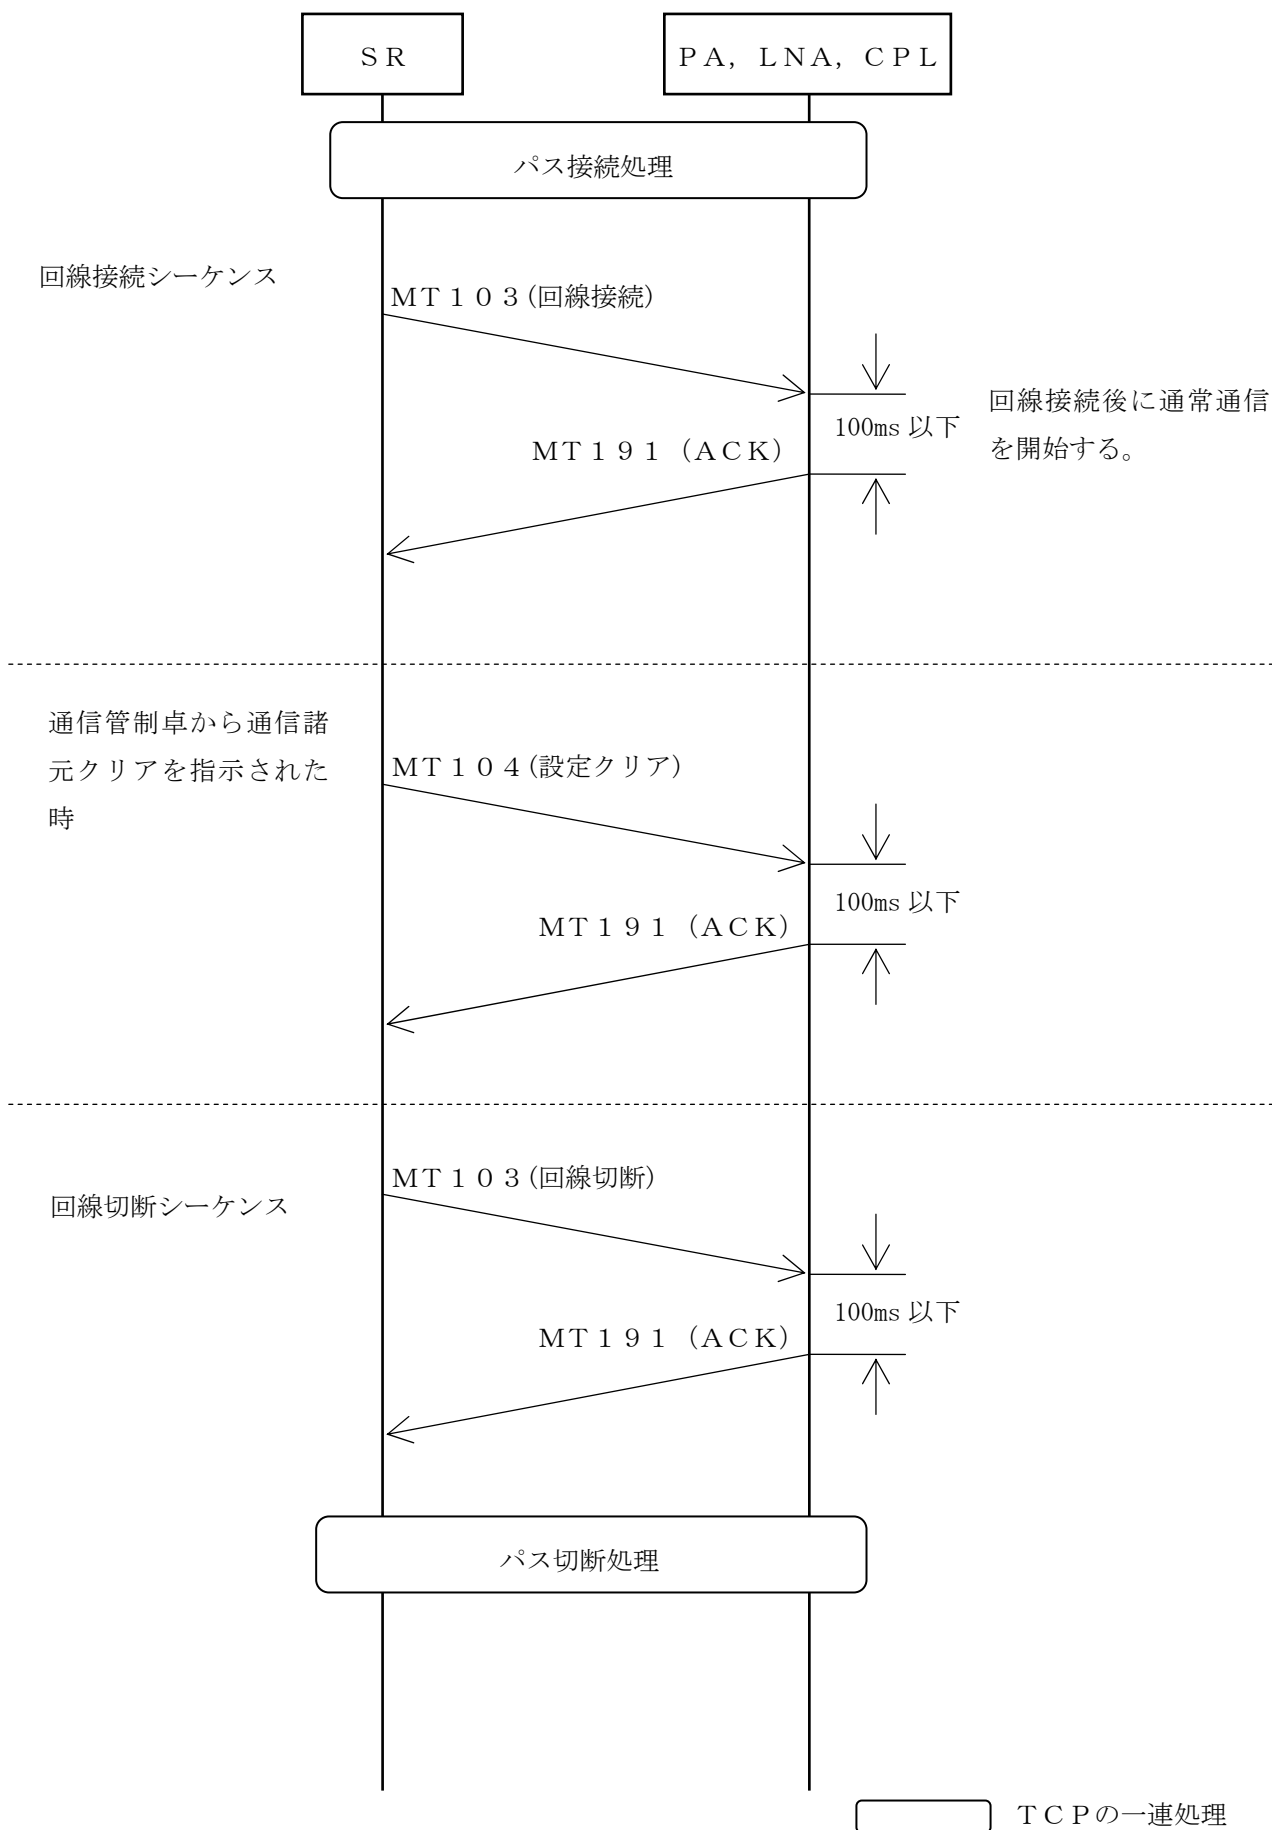 ＳＲ
ＰＡ，ＬＮＡ，ＣＰＬ
パス接続処理
回線接続シーケンス
ＭＴ１０３(回線接続)
100ms 以下
回線接続後に通常通信
を開始する。
ＭＴ１９１（ＡＣＫ）
通信管制卓から通信諸
元クリアを指示された
時
ＭＴ１０４(設定クリア)
100ms 以下
ＭＴ１９１（ＡＣＫ）
回線切断シーケンス
ＭＴ１０３(回線切断)
100ms 以下
ＭＴ１９１（ＡＣＫ）
パス切断処理
ＴＣＰの一連処理